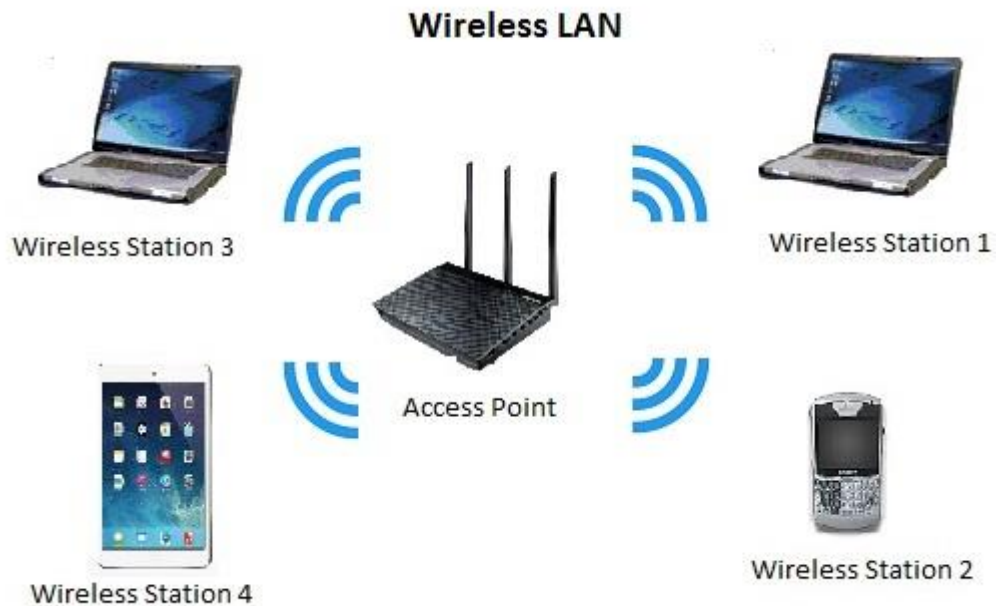 Wireless LAN
Wireless Station 3
Wireless Station 1
Access Point
Wireless Station 4
Wireless Station 2